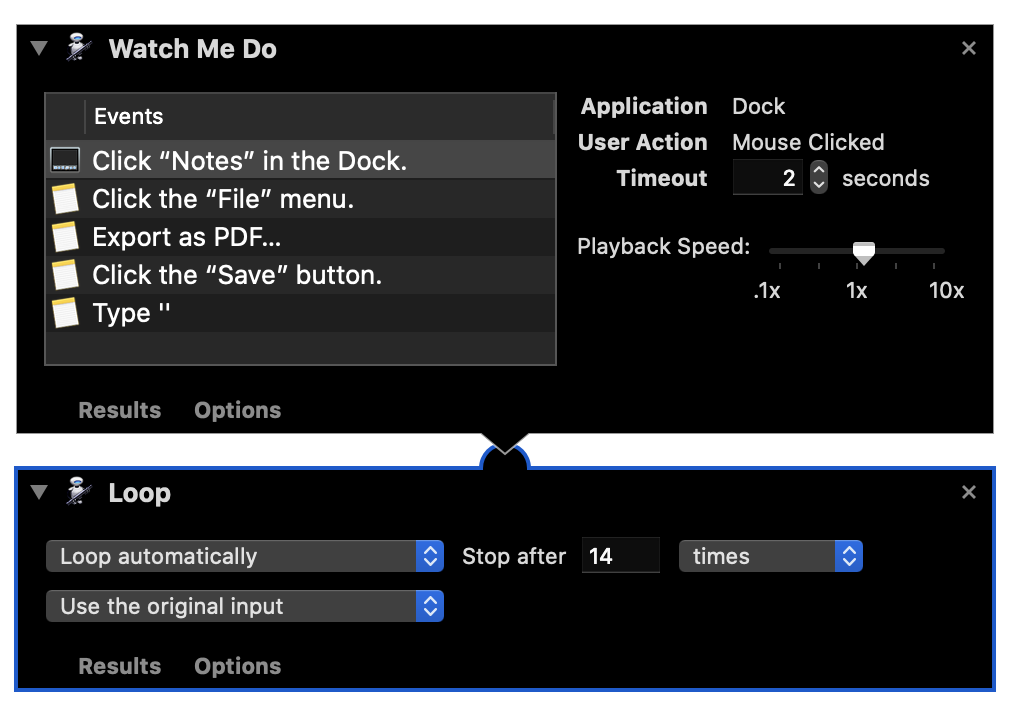 Watch Me Do
Events
Click “Notes” in the Dock.
Click the “File” menu.
Export as PDF...
Click the “Save” button.
Type ''
Application Dock
User Action Mouse Clicked
Timeout 2 seconds
Playback Speed:
.1x 1x 10x
Results Options
Loop
Loop automatically Stop after 14 times
Use the original input
Results Options